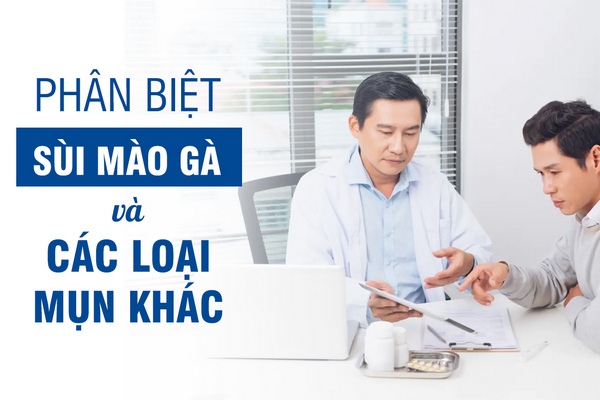 PHÂN BIỆT
SÙI MÀO GÀ
và
CÁC LOẠI
MỤN KHÁC